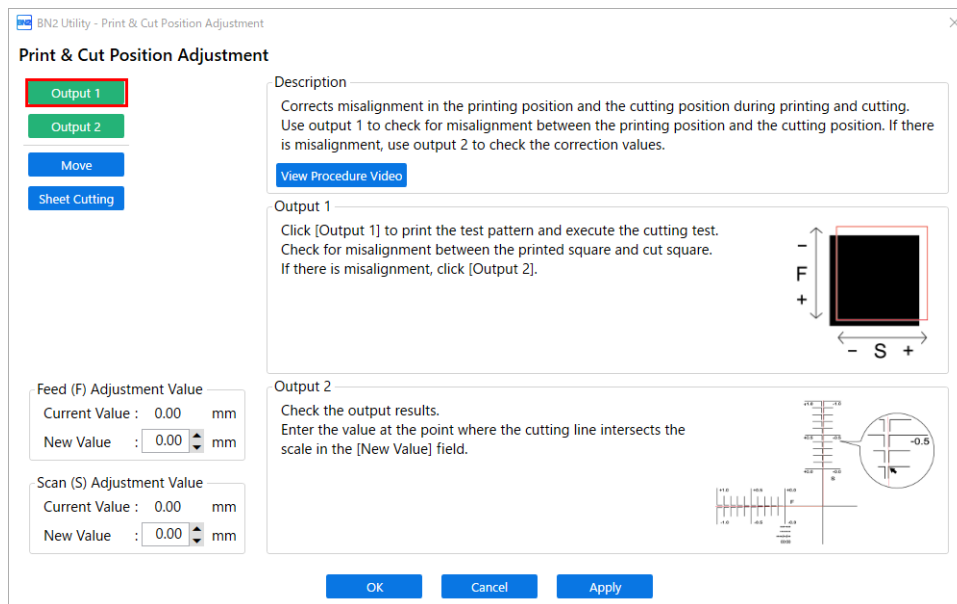 BN2 Utility - Print & Cut Position Adjustment
Print & Cut Position Adjustment
Output 1
Output 2
Move
Sheet Cutting
Description
Corrects misalignment in the printing position and the cutting position during printing and cutting.
Use output 1 to check for misalignment between the printing position and the cutting position. If there
is misalignment, use output 2 to check the correction values.
View Procedure Video
Output 1
Click [Output 1] to print the test pattern and execute the cutting test.
Check for misalignment between the printed square and cut square.
If there is misalignment, click [Output 2].
−
F
+
− S +
Feed (F) Adjustment Value
Current Value : 0.00 mm
New Value : 0.00 mm
Scan (S) Adjustment Value
Current Value : 0.00 mm
New Value : 0.00 mm
Output 2
Check the output results.
Enter the value at the point where the cutting line intersects the
scale in the [New Value] field.
-0.5
S
F
OK
Cancel
Apply